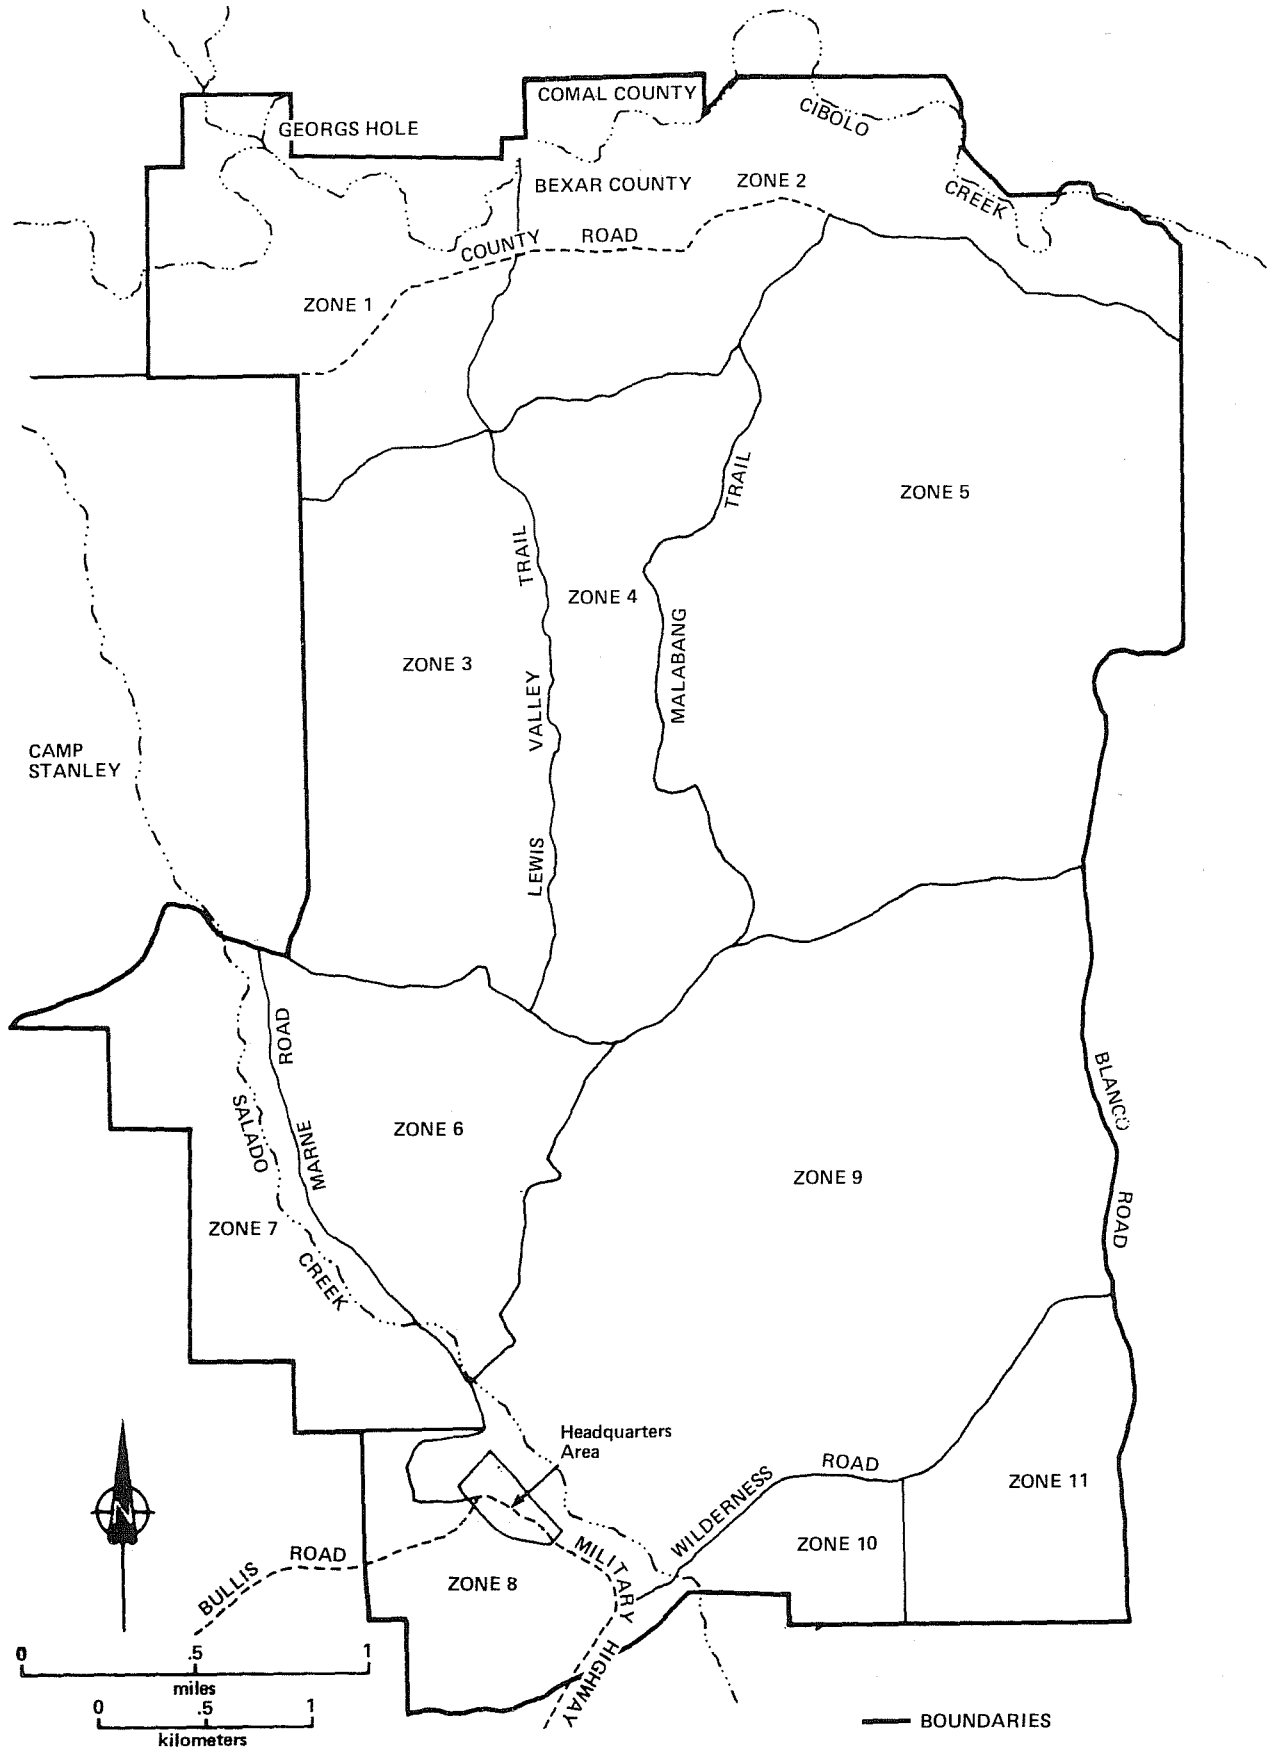 COMAL COUNTY
CIBOLO
GEORGS HOLE
BEXAR COUNTY
ZONE 2
CREEK
COUNTY ROAD
ZONE 1
TRAIL
ZONE 5
TRAIL
ZONE 4
ZONE 3
MALABANG
VALLEY
CAMP
STANLEY
LEWIS
ROAD
BLANCO
SALADO
MARNE
ZONE 6
ZONE 9
ROAD
ZONE 7
CREEK
Headquarters
Area
ROAD
WILDERNESS
ZONE 11
N
ZONE 10
ROAD
MILITARY
BULLIS
ZONE 8
HIGHWAY
0 .5 1
miles
0 .5 1
kilometers
BOUNDARIES